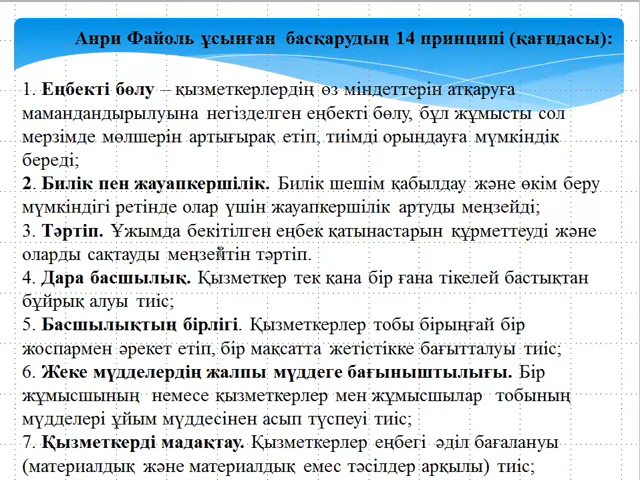 Анри Файоль ұсынған басқарудың 14 принципі (қағидасы):
1. Еңбекті бөлу – қызметкерлердің өз міндеттерін атқаруға
мамандандырылуына негізделген еңбекті бөлу, бұл жұмысты сол
мерзімде мөлшерін артығырақ етіп, тиімді орындауға мүмкіндік
береді;
2. Билік пен жауапкершілік. Билік шешім қабылдау және өкім беру
мүмкіндігі ретінде олар үшін жауапкершілік артуды меңзейді;
3. Тәртіп. Ұжымда бекітілген еңбек қатынастарын құрметтеуді және
оларды сақтауды меңзейтін тәртіп.
4. Дара басшылық. Қызметкер тек қана бір ғана тікелей бастықтан
бұйрық алуы тиіс;
5. Басшылықтың бірлігі. Қызметкерлер тобы бірыңғай бір
жоспармен әрекет етіп, бір мақсатта жетістікке бағытталуы тиіс;
6. Жеке мүдделердің жалпы мүддеге бағыныштылығы. Бір
жұмысшының немесе қызметкерлер мен жұмысшылар тобының
мүдделері ұйым мүддесінен асып түспеуі тиіс;
7. Қызметкерді мадақтау. Қызметкерлер еңбегі әділ бағалануы
(материалдық және материалдық емес тәсілдер арқылы) тиіс;